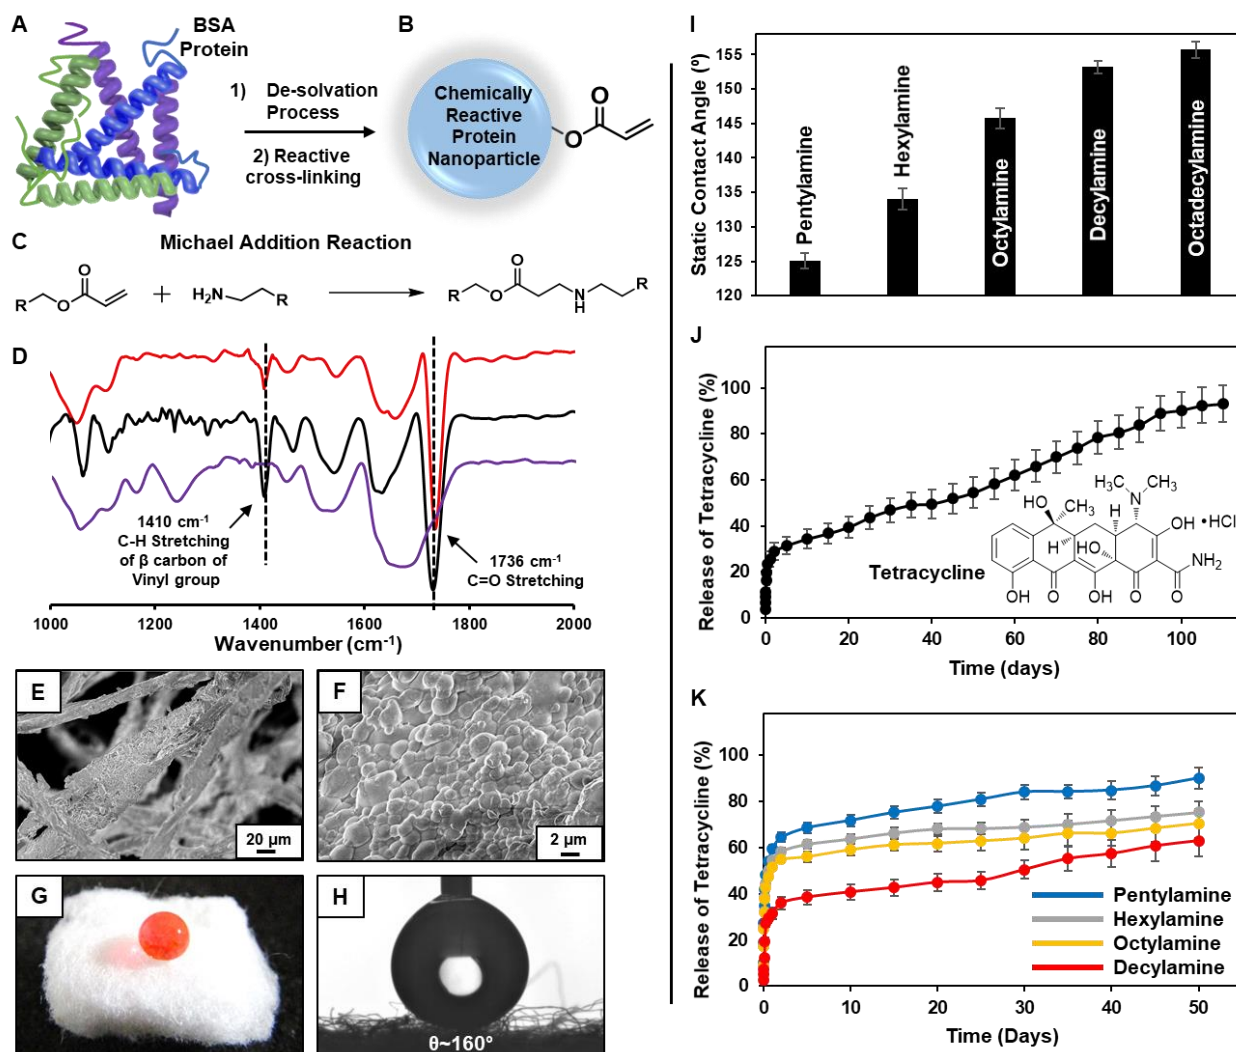 A
BSA
Protein
1) De-solvation
Process
2) Reactive
cross-linking
B
Chemically
Reactive
Protein
Nanoparticle
O
O
C
Michael Addition Reaction
R
O
O
+
H₂N
R
R
O
O
N
H
R
D
1410 cm⁻¹
C-H Stretching
of β carbon of
Vinyl group
1736 cm⁻¹
C=O Stretching
1000 1200 1400 1600 1800 2000
Wavenumber (cm⁻¹)
E
20 μm
F
2 μm
G
H
θ~160°
I
Static Contact Angle (º)
155
150
145
140
135
130
125
120
Pentylamine
Hexylamine
Octylamine
Decylamine
Octadecylamine
J
Release of Tetracycline (%)
100
80
60
40
20
0
0 20 40 60 80 100
Time (days)
Tetracycline
H₃C
CH₃
N
HO
CH₃
H
H
HO
OH
•HCl
NH₂
OH
O
OH
O
O
K
Release of Tetracycline (%)
100
80
60
40
20
0
Pentylamine
Hexylamine
Octylamine
Decylamine
0 10 20 30 40 50
Time (Days)